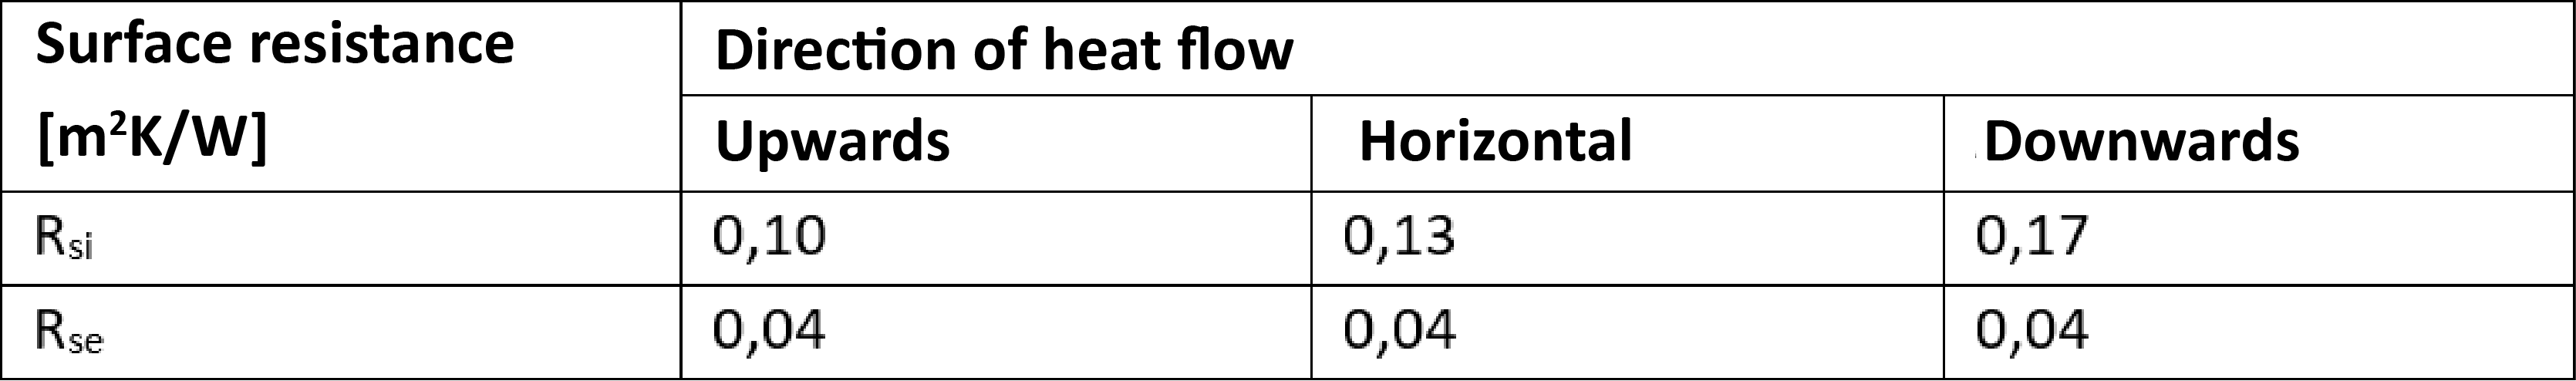 Surface resistance
[m²K/W]
Direction of heat flow
Upwards Horizontal Downwards
Rsi 0,10 0,13 0,17
Rse 0,04 0,04 0,04